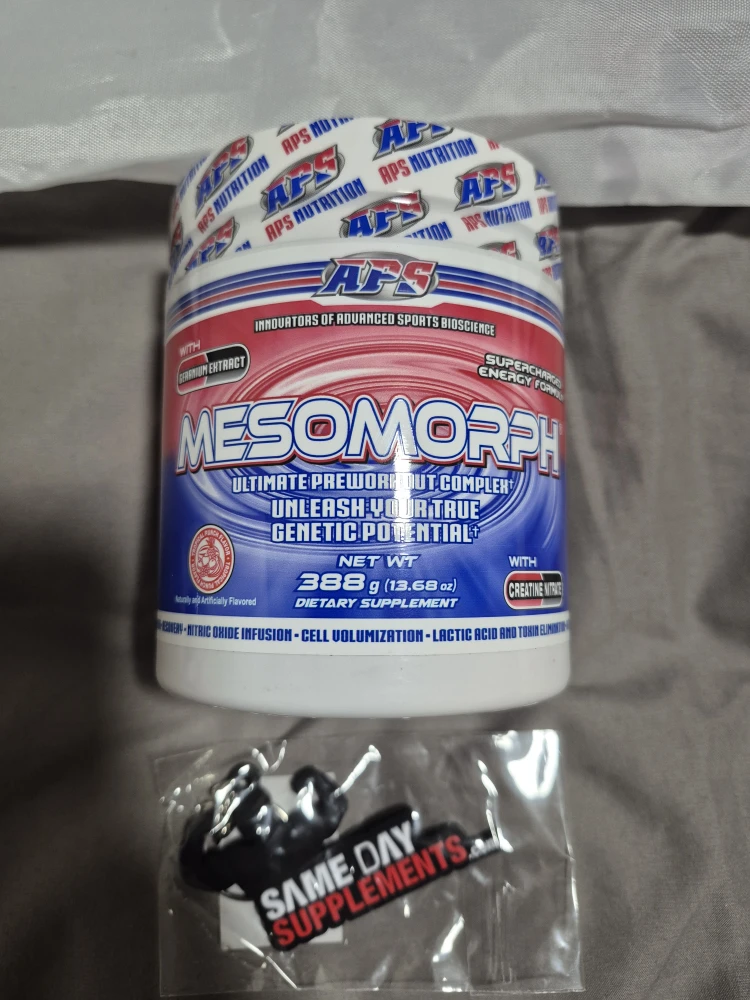 APS NUTRITION
APS
INNOVATORS OF ADVANCED SPORTS BIOSCIENCE
WITH
GERANIUM EXTRACT
SUPERCHARGED
ENERGY FORMULA
MESOMORPH
ULTIMATE PREWORKOUT COMPLEX†
UNLEASH YOUR TRUE
GENETIC POTENTIAL†
NET WT
388 g (13.68 oz)
DIETARY SUPPLEMENT
Naturally and Artificially Flavored
WITH
CREATINE NITRATE
NITRIC OXIDE INFUSION • CELL VOLUMIZATION • LACTIC ACID AND TOXIN
SAME DAY
SUPPLEMENTS